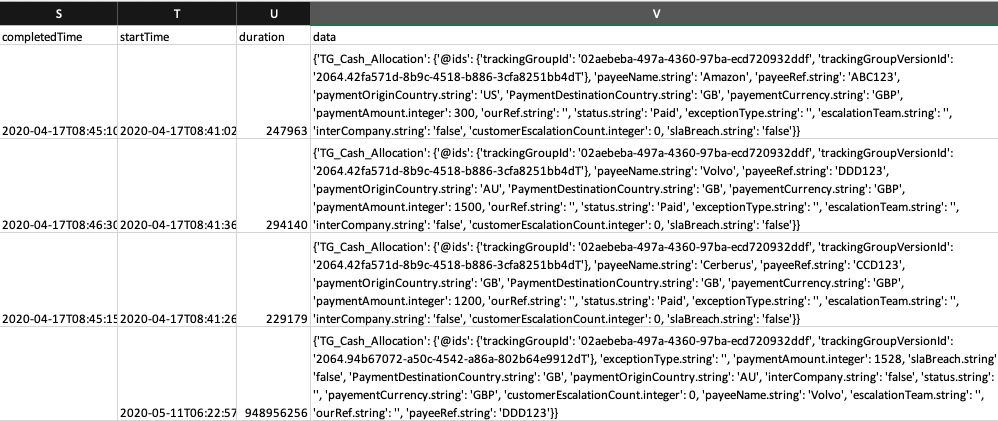 S T U V
completedTime startTime duration data
{'TG_Cash_Allocation': {'@ids': {'trackingGroupId': '02aebeba-497a-4360-97ba-ecd720932ddf', 'trackingGroupVersionId':
'2064.42fa571d-8b9c-4518-b886-3cfa8251bb4dT'}, 'payeeName.string': 'Amazon', 'payeeRef.string': 'ABC123',
'paymentOriginCountry.string': 'US', 'PaymentDestinationCountry.string': 'GB', 'payementCurrency.string': 'GBP',
'paymentAmount.integer': 300, 'ourRef.string': '', 'status.string': 'Paid', 'exceptionType.string': '', 'escalationTeam.string': '',
2020-04-17T08:45:10 2020-04-17T08:41:02 247963 'interCompany.string': 'false', 'customerEscalationCount.integer': 0, 'slaBreach.string': 'false'}}
{'TG_Cash_Allocation': {'@ids': {'trackingGroupId': '02aebeba-497a-4360-97ba-ecd720932ddf', 'trackingGroupVersionId':
'2064.42fa571d-8b9c-4518-b886-3cfa8251bb4dT'}, 'payeeName.string': 'Volvo', 'payeeRef.string': 'DDD123',
'paymentOriginCountry.string': 'AU', 'PaymentDestinationCountry.string': 'GB', 'payementCurrency.string': 'GBP',
'paymentAmount.integer': 1500, 'ourRef.string': '', 'status.string': 'Paid', 'exceptionType.string': '', 'escalationTeam.string': '',
2020-04-17T08:46:30 2020-04-17T08:41:36 294140 'interCompany.string': 'false', 'customerEscalationCount.integer': 0, 'slaBreach.string': 'false'}}
{'TG_Cash_Allocation': {'@ids': {'trackingGroupId': '02aebeba-497a-4360-97ba-ecd720932ddf', 'trackingGroupVersionId':
'2064.42fa571d-8b9c-4518-b886-3cfa8251bb4dT'}, 'payeeName.string': 'Cerberus', 'payeeRef.string': 'CCD123',
'paymentOriginCountry.string': 'GB', 'PaymentDestinationCountry.string': 'GB', 'payementCurrency.string': 'GBP',
'paymentAmount.integer': 1200, 'ourRef.string': '', 'status.string': 'Paid', 'exceptionType.string': '', 'escalationTeam.string': '',
2020-04-17T08:45:15 2020-04-17T08:41:26 229179 'interCompany.string': 'false', 'customerEscalationCount.integer': 0, 'slaBreach.string': 'false'}}
{'TG_Cash_Allocation': {'@ids': {'trackingGroupId': '02aebeba-497a-4360-97ba-ecd720932ddf', 'trackingGroupVersionId':
'2064.94b67072-a50c-4542-a86a-802b64e9912dT'}, 'exceptionType.string': '', 'paymentAmount.integer': 1528, 'slaBreach.string'
'false', 'PaymentDestinationCountry.string': 'GB', 'paymentOriginCountry.string': 'AU', 'interCompany.string': 'false', 'status.string':
'', 'payementCurrency.string': 'GBP', 'customerEscalationCount.integer': 0, 'payeeName.string': 'Volvo', 'escalationTeam.string': '',
2020-05-11T06:22:57 948956256 'ourRef.string': '', 'payeeRef.string': 'DDD123'}}